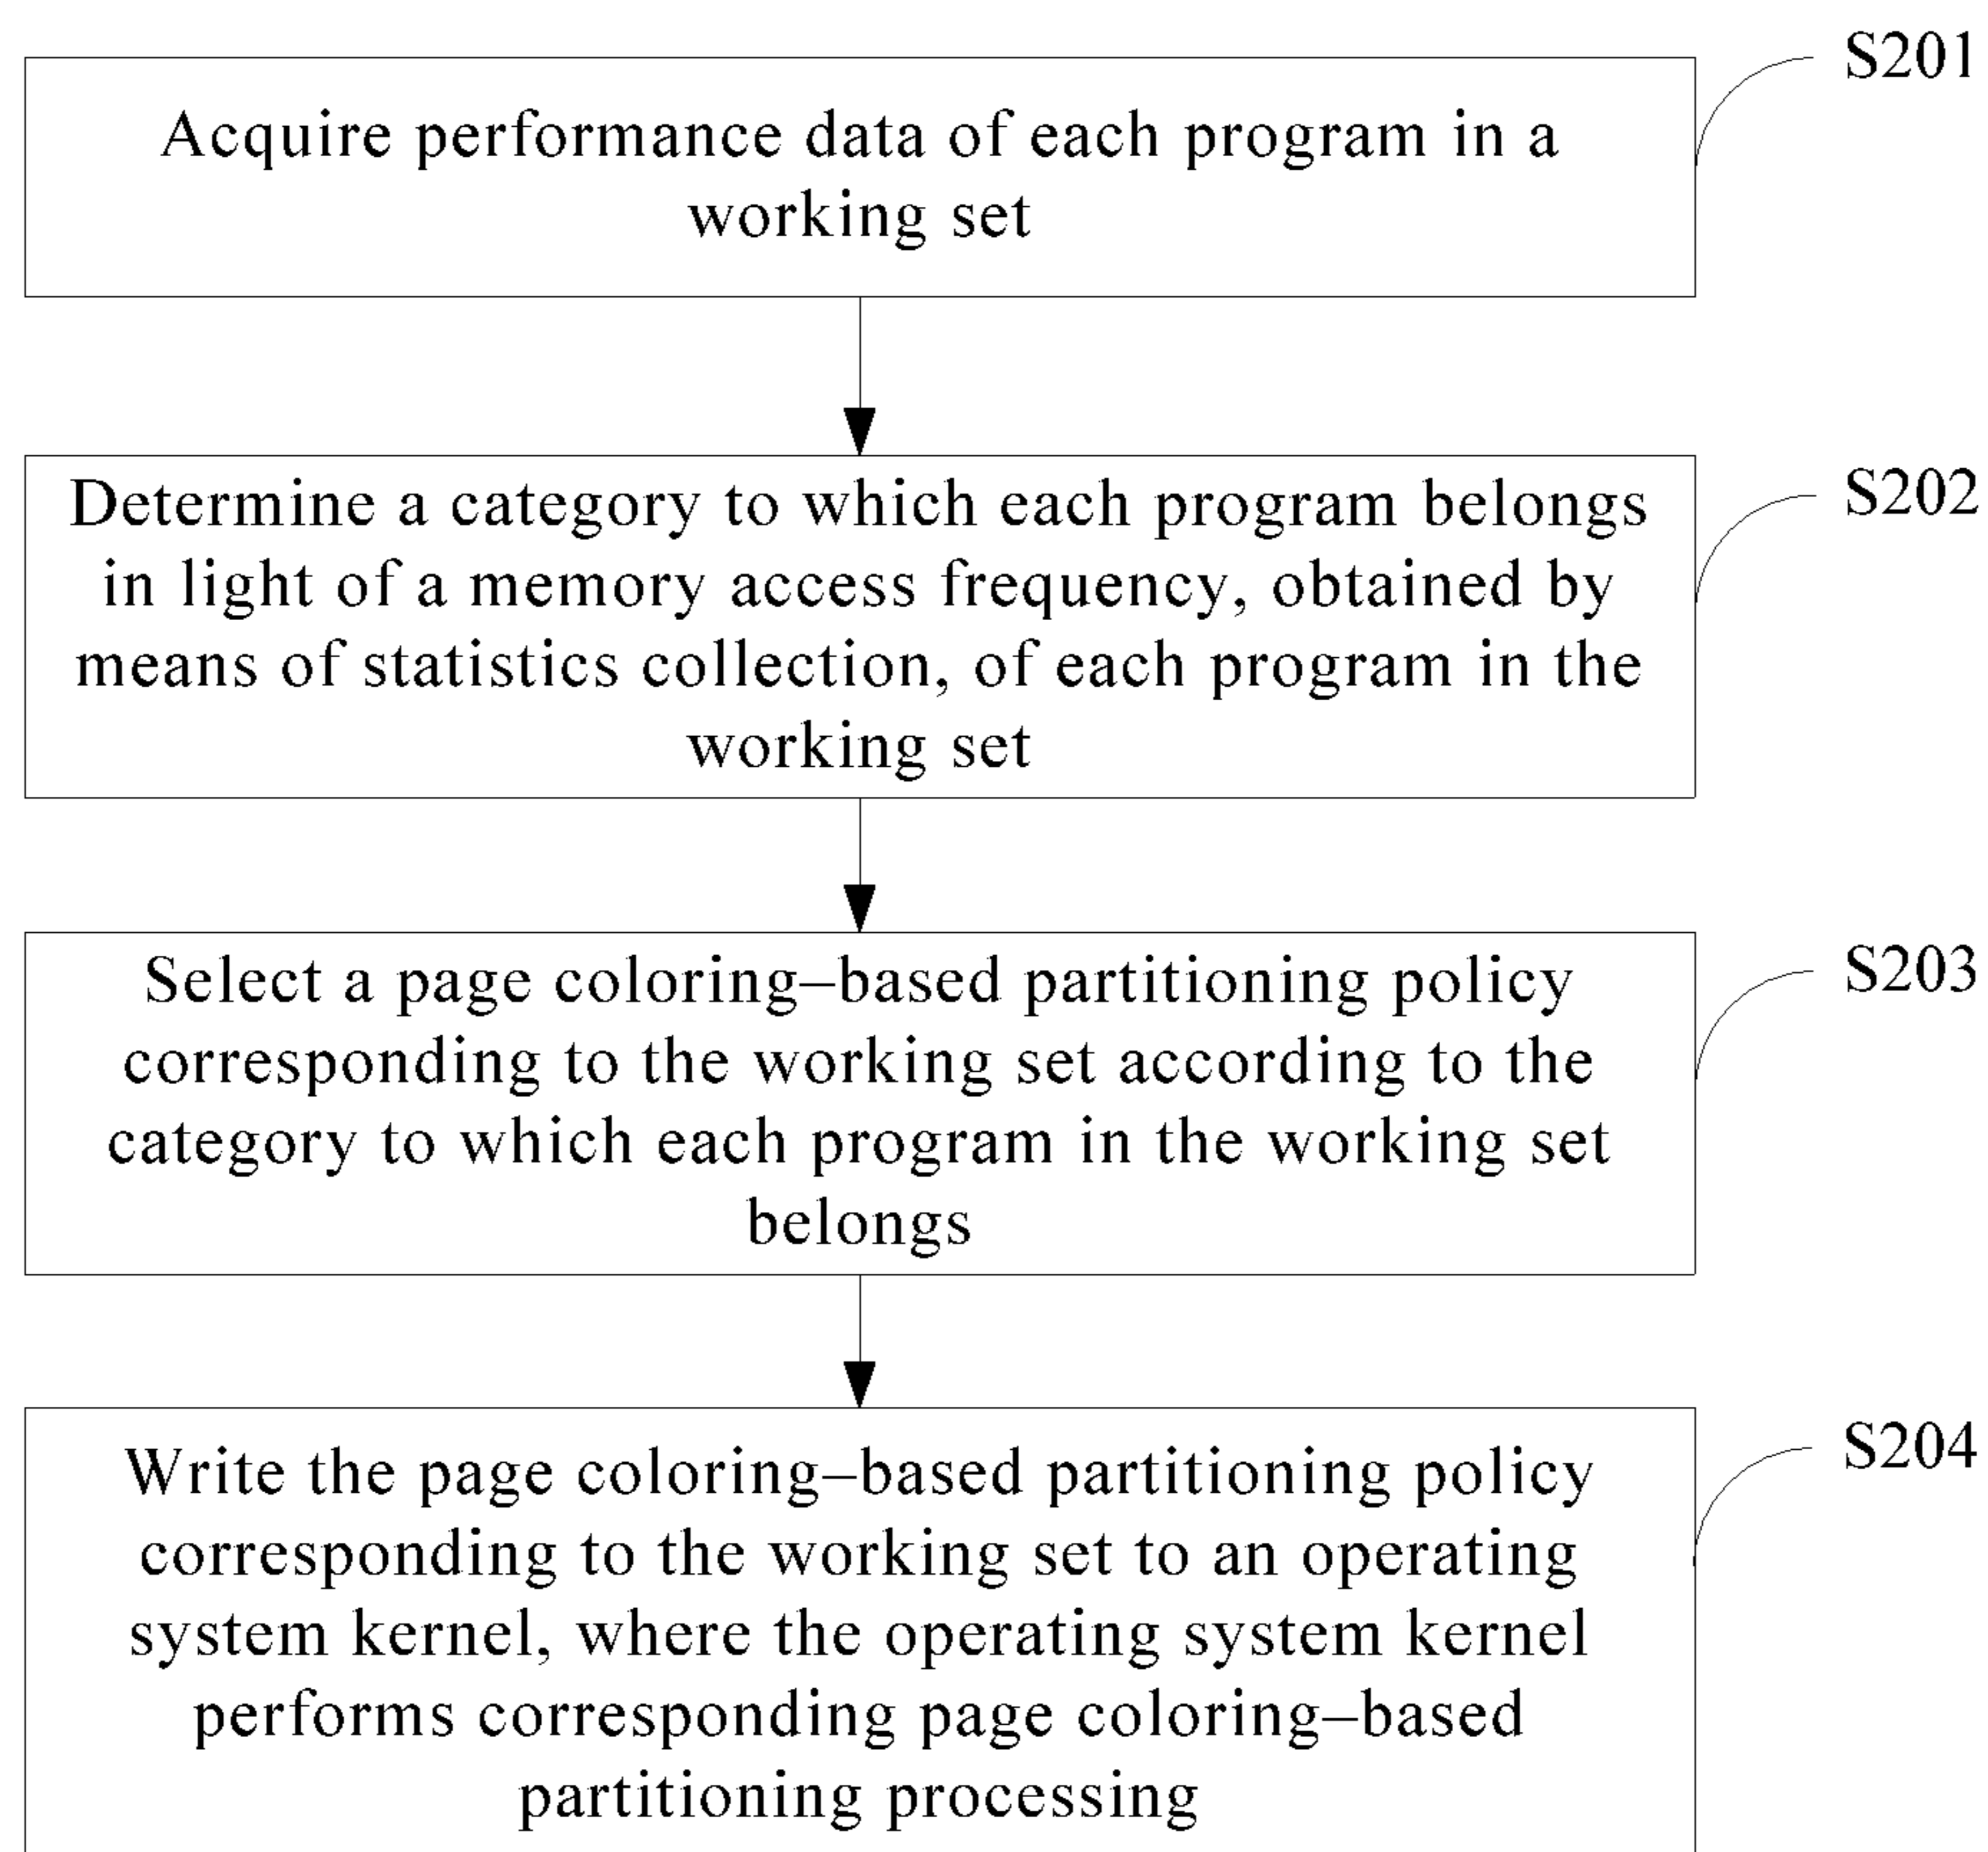 S201
Acquire performance data of each program in a
working set
S202
Determine a category to which each program belongs
in light of a memory access frequency, obtained by
means of statistics collection, of each program in the
working set
S203
Select a page coloring–based partitioning policy
corresponding to the working set according to the
category to which each program in the working set
belongs
S204
Write the page coloring–based partitioning policy
corresponding to the working set to an operating
system kernel, where the operating system kernel
performs corresponding page coloring–based
partitioning processing